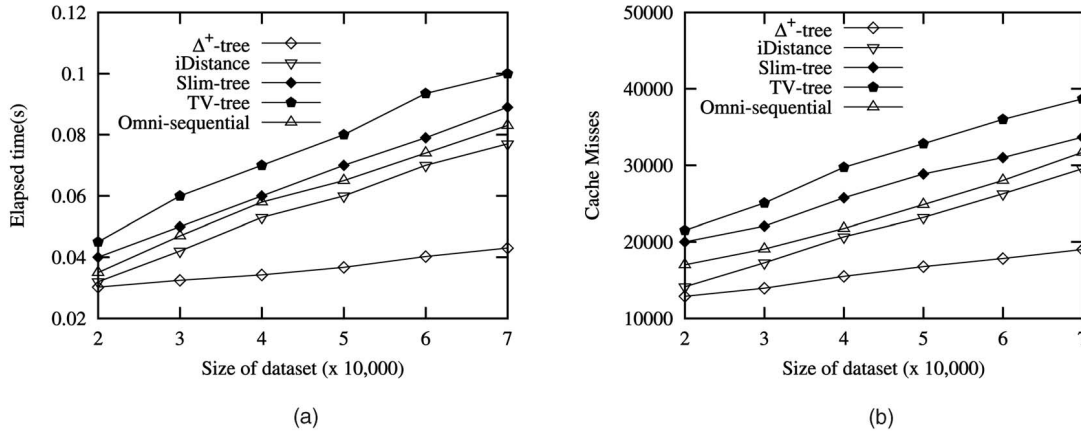 Elapsed time(s)
0.12
0.1
0.08
0.06
0.04
0.02
Δ+-tree
iDistance
Slim-tree
TV-tree
Omni-sequential
2 3 4 5 6 7
Size of dataset (x 10,000)
(a)
Cache Misses
50000
40000
30000
20000
10000
Δ+-tree
iDistance
Slim-tree
TV-tree
Omni-sequential
2 3 4 5 6 7
Size of dataset (x 10,000)
(b)